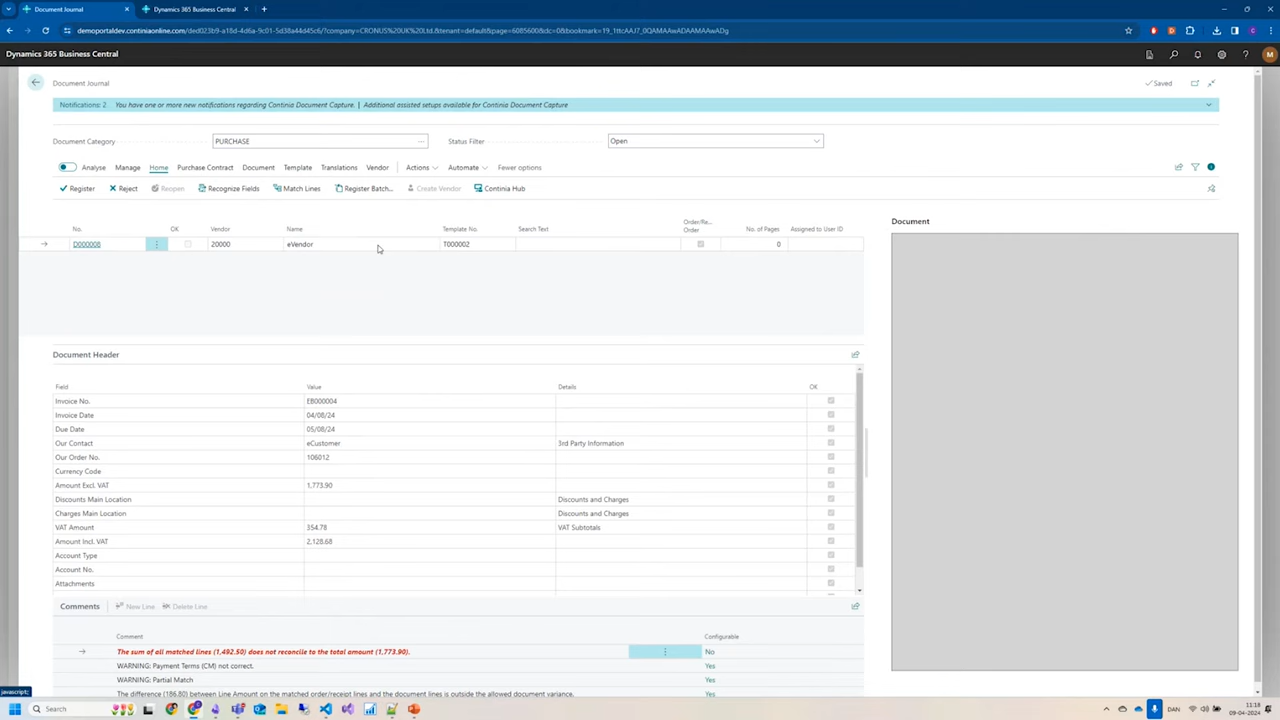 Document Journal
Dynamics 365 Business Central
Dynamics 365 Business Central
Document Journal
Saved
Notifications: 2 You have one or more new notifications regarding Continia Document Capture. | Additional assisted setups available for Continia Document Capture
Document Category PURCHASE Status Filter Open
Analyse Manage Home Purchase Contract Document Template Translations Vendor Actions Automate Fewer options
Register Reject Reopen Recognize Fields Match Lines Register Batch... Create Vendor Continia Hub
No. OK Vendor Name Template No. Search Text Order/Re... Order No. of Pages Assigned to User ID
D000008 20000 eVendor T000002 0
Document
Document Header
Field Value Details OK
Invoice No. EB000004
Invoice Date 04/08/24
Due Date 05/08/24
Our Contact eCustomer 3rd Party Information
Our Order No. 106012
Currency Code
Amount Excl. VAT 1,773.90
Discounts Main Location Discounts and Charges
Charges Main Location Discounts and Charges
VAT Amount 354.78 VAT Subtotals
Amount Incl. VAT 2,128.68
Account Type
Account No.
Attachments
Comments New Line Delete Line
Comment Configurable
The sum of all matched lines (1,492.50) does not reconcile to the total amount (1,773.90). No
WARNING: Payment Terms (CM) not correct. Yes
WARNING: Partial Match Yes
The difference (186.80) between Line Amount on the matched order/receipt lines and the document lines is outside the allowed document variance. Yes
javascript:;
Search
DAN
11:18
09-04-2024